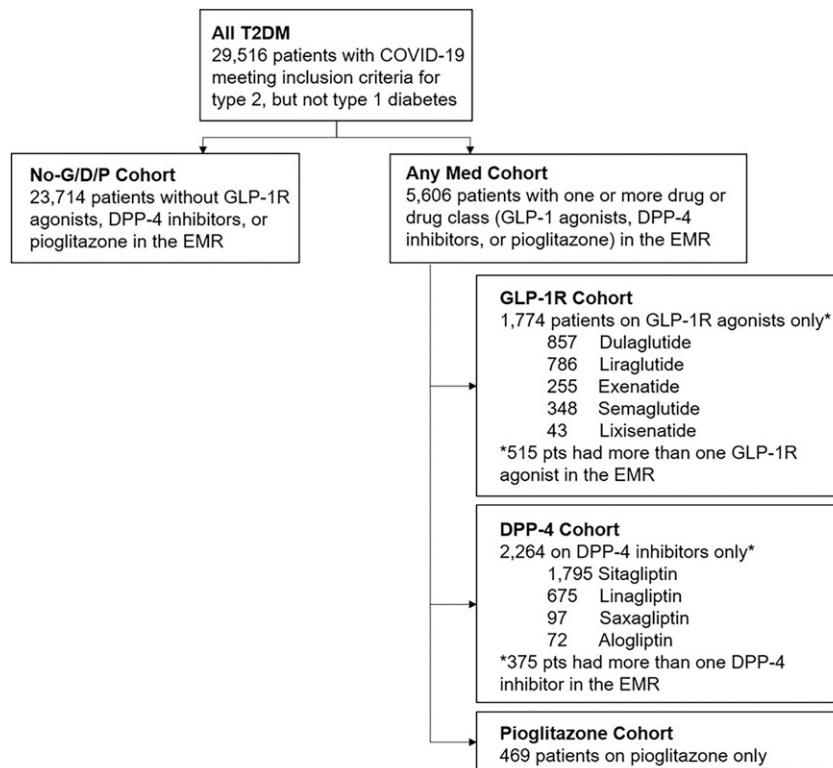 All T2DM
29,516 patients with COVID-19
meeting inclusion criteria for
type 2, but not type 1 diabetes
No-G/D/P Cohort
23,714 patients without GLP-1R
agonists, DPP-4 inhibitors, or
pioglitazone in the EMR
Any Med Cohort
5,606 patients with one or more drug or
drug class (GLP-1 agonists, DPP-4
inhibitors, or pioglitazone) in the EMR
GLP-1R Cohort
1,774 patients on GLP-1R agonists only*
857 Dulaglutide
786 Liraglutide
255 Exenatide
348 Semaglutide
43 Lixisenatide
*515 pts had more than one GLP-1R
agonist in the EMR
DPP-4 Cohort
2,264 on DPP-4 inhibitors only*
1,795 Sitagliptin
675 Linagliptin
97 Saxagliptin
72 Alogliptin
*375 pts had more than one DPP-4
inhibitor in the EMR
Pioglitazone Cohort
469 patients on pioglitazone only